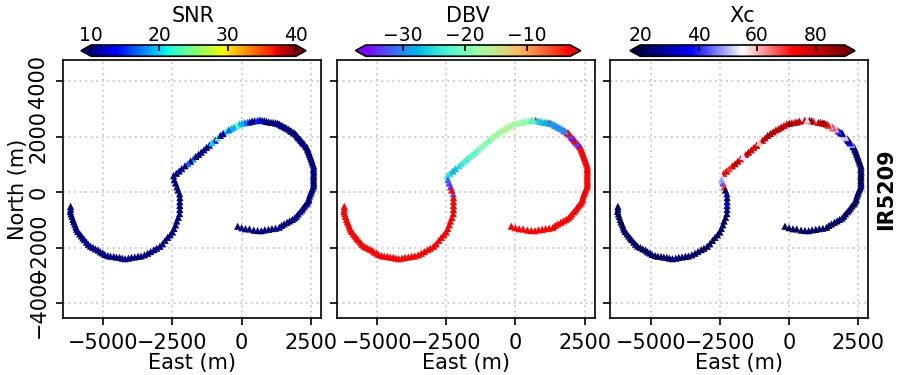 SNR
10 20 30 40
DBV
−30 −20 −10
Xc
20 40 60 80
North (m)
4000
2000
0
−2000
−4000
−5000 −2500 0 2500
East (m)
−5000 −2500 0 2500
East (m)
−5000 −2500 0 2500
East (m)
IR5209